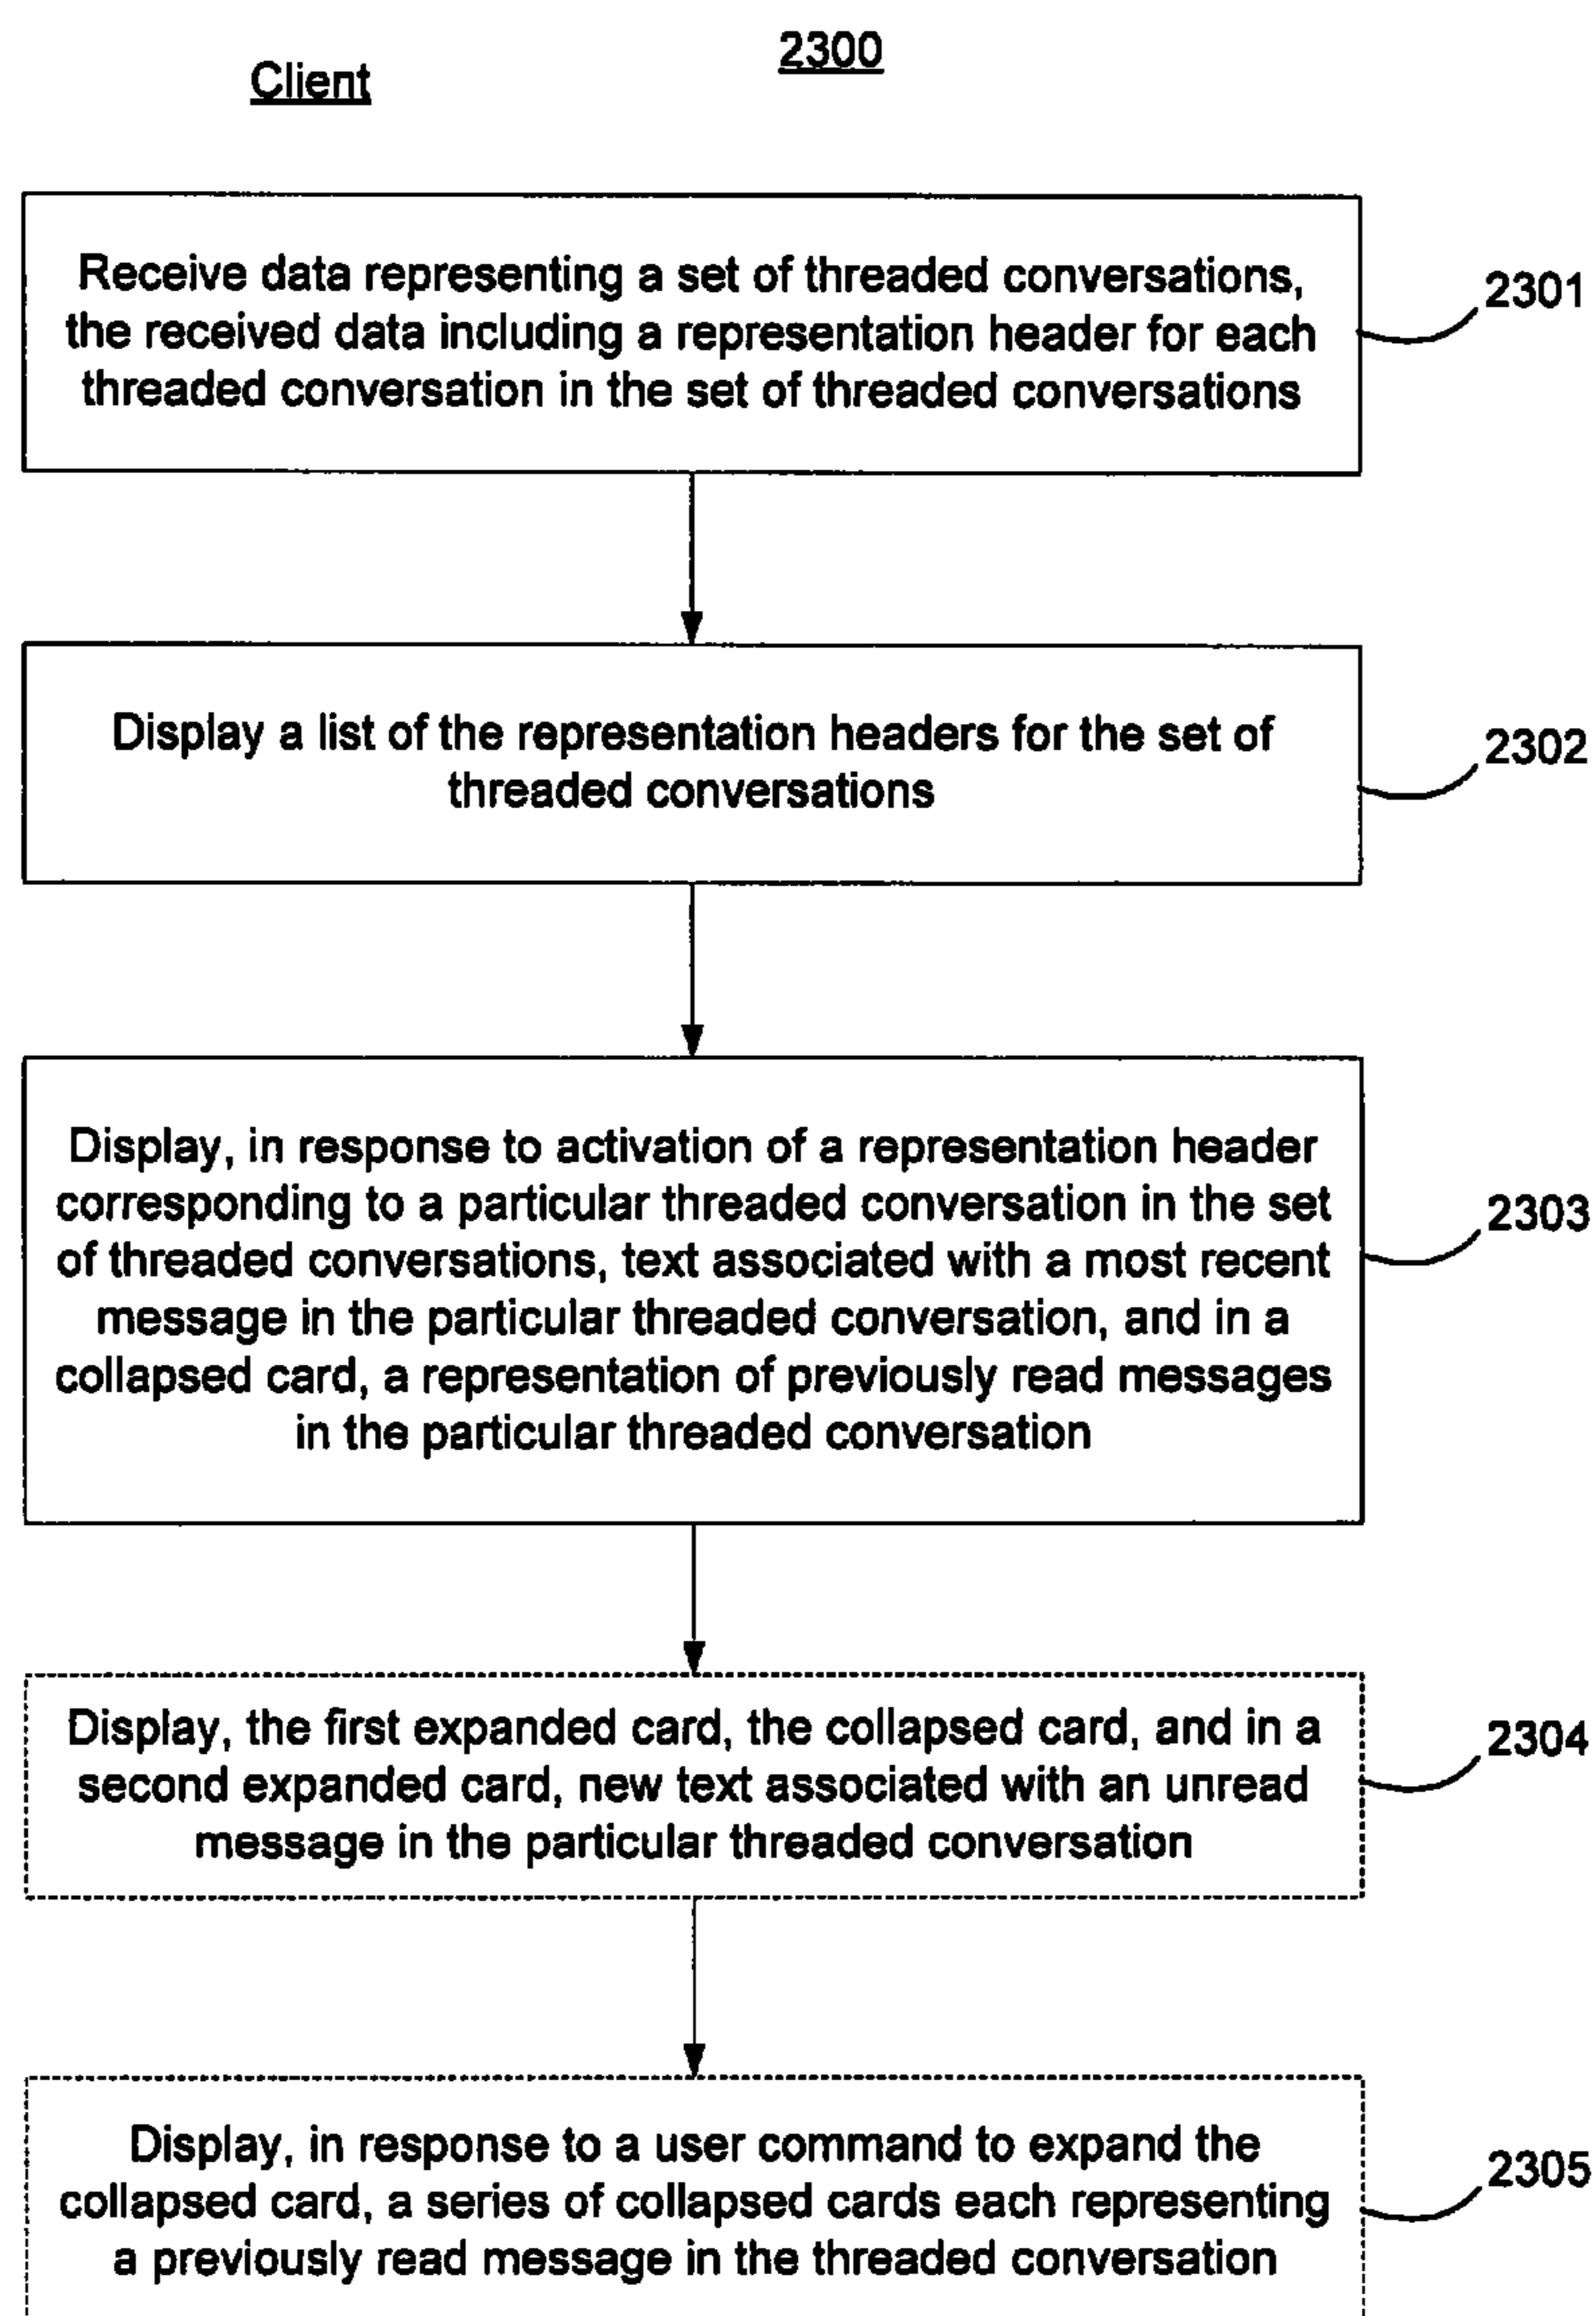 2300
Client
Receive data representing a set of threaded conversations,
the received data including a representation header for each
threaded conversation in the set of threaded conversations
2301
Display a list of the representation headers for the set of
threaded conversations
2302
Display, in response to activation of a representation header
corresponding to a particular threaded conversation in the set
of threaded conversations, text associated with a most recent
message in the particular threaded conversation, and in a
collapsed card, a representation of previously read messages
in the particular threaded conversation
2303
Display, the first expanded card, the collapsed card, and in a
second expanded card, new text associated with an unread
message in the particular threaded conversation
2304
Display, in response to a user command to expand the
collapsed card, a series of collapsed cards each representing
a previously read message in the threaded conversation
2305